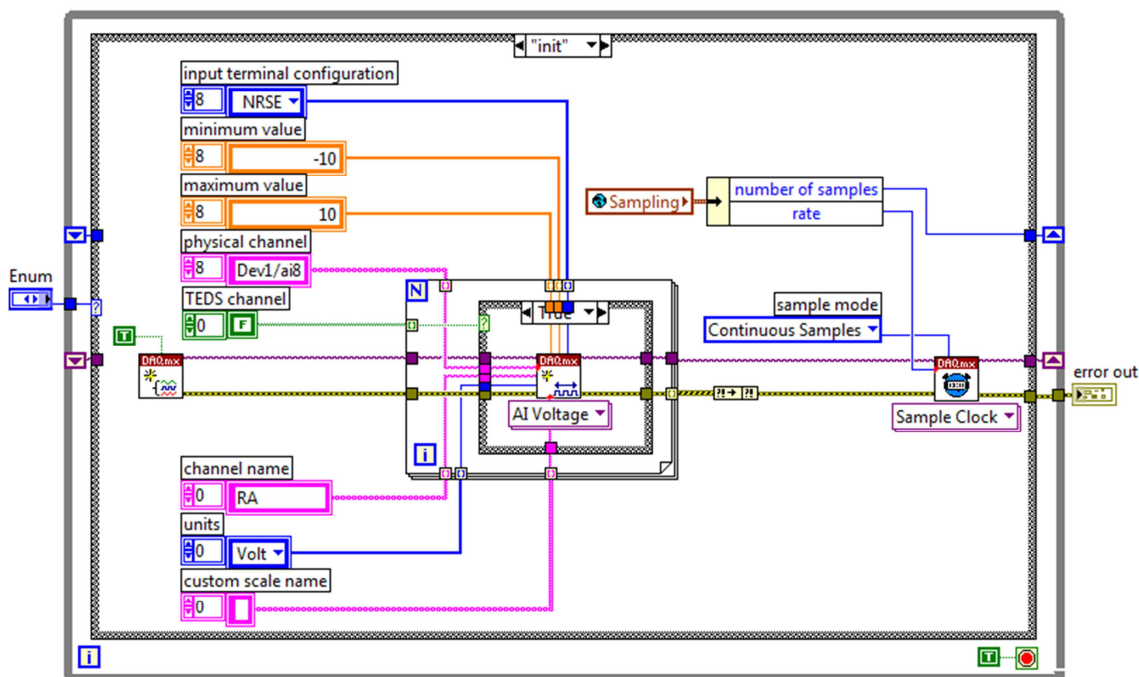 "init"
input terminal configuration
8 NRSE
minimum value
8 -10
maximum value
8 10
physical channel
8 Dev1/ai8
TEDS channel
0 F
T
Enum
?
N
?
True
Sampling
number of samples
rate
sample mode
Continuous Samples
DAQmx
DAQmx
DAQmx
AI Voltage
?! ?!
Sample Clock
error out
i
channel name
0 RA
units
0 Volt
custom scale name
0
i
T